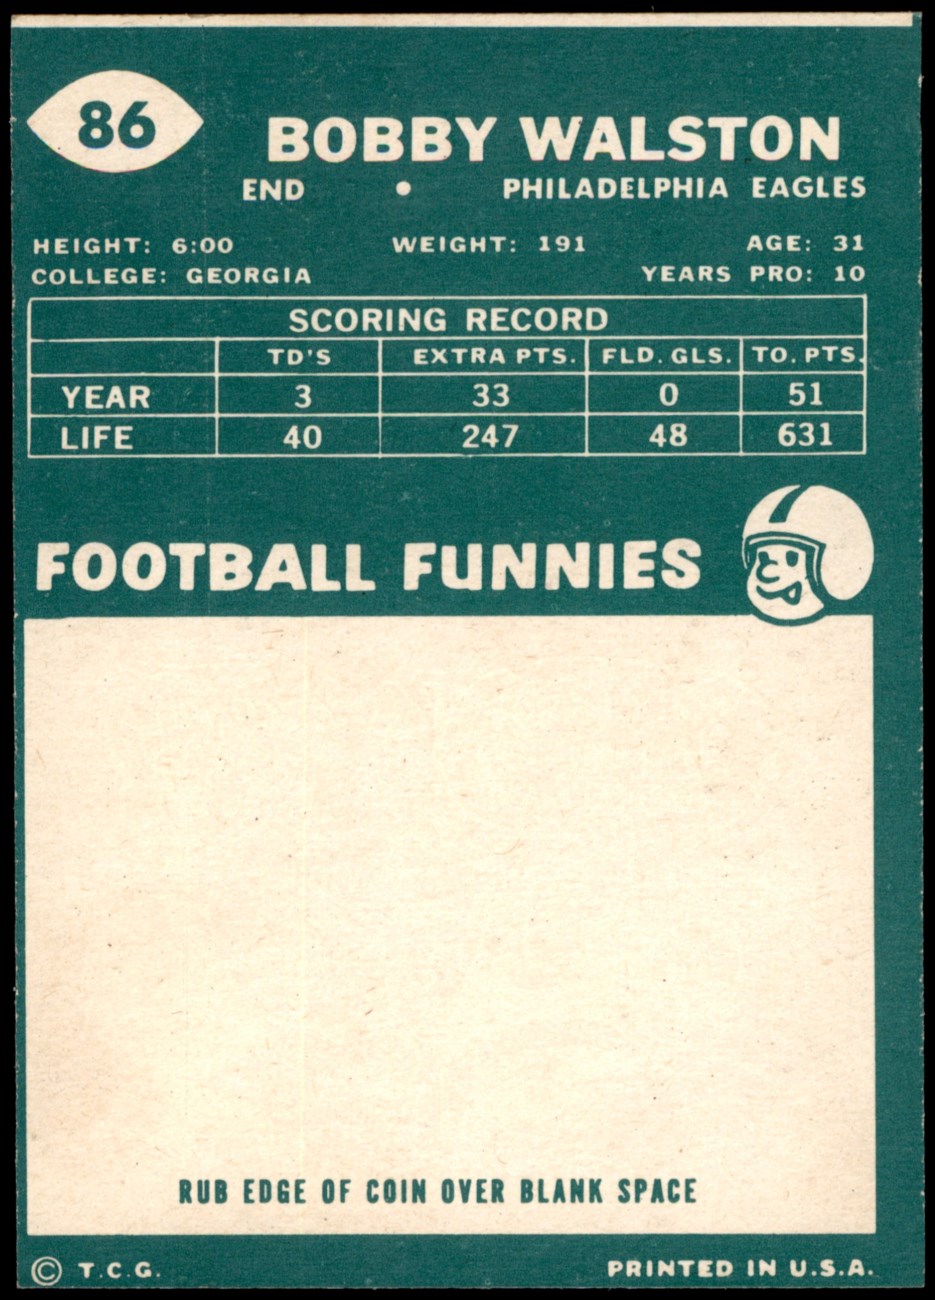 86
BOBBY WALSTON
END • PHILADELPHIA EAGLES
HEIGHT: 6:00 WEIGHT: 191 AGE: 31
COLLEGE: GEORGIA YEARS PRO: 10
SCORING RECORD
TD'S EXTRA PTS. FLD. GLS. TO. PTS.
YEAR 3 33 0 51
LIFE 40 247 48 631
FOOTBALL FUNNIES
RUB EDGE OF COIN OVER BLANK SPACE
© T.C.G. PRINTED IN U.S.A.